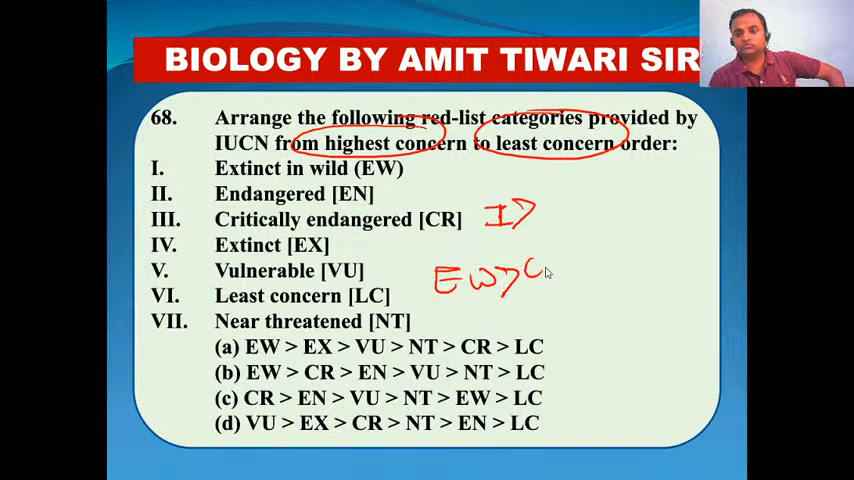 BIOLOGY BY AMIT TIWARI SIR
68. Arrange the following red-list categories provided by
IUCN from highest concern to least concern order:
I. Extinct in wild (EW)
II. Endangered [EN]
III. Critically endangered [CR]
I>
IV. Extinct [EX]
V. Vulnerable [VU]
EW>C
VI. Least concern [LC]
VII. Near threatened [NT]
(a) EW > EX > VU > NT > CR > LC
(b) EW > CR > EN > VU > NT > LC
(c) CR > EN > VU > NT > EW > LC
(d) VU > EX > CR > NT > EN > LC